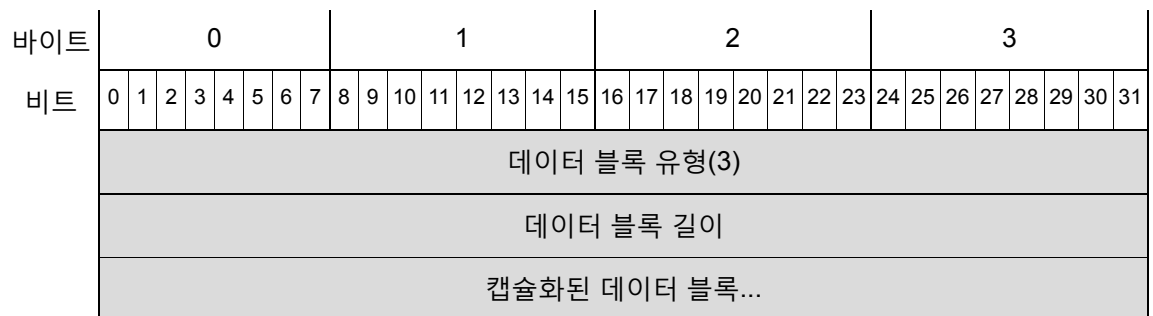 바이트 0 1 2 3
비트 0 1 2 3 4 5 6 7 8 9 10 11 12 13 14 15 16 17 18 19 20 21 22 23 24 25 26 27 28 29 30 31
데이터 블록 유형(3)
데이터 블록 길이
캡슐화된 데이터 블록...